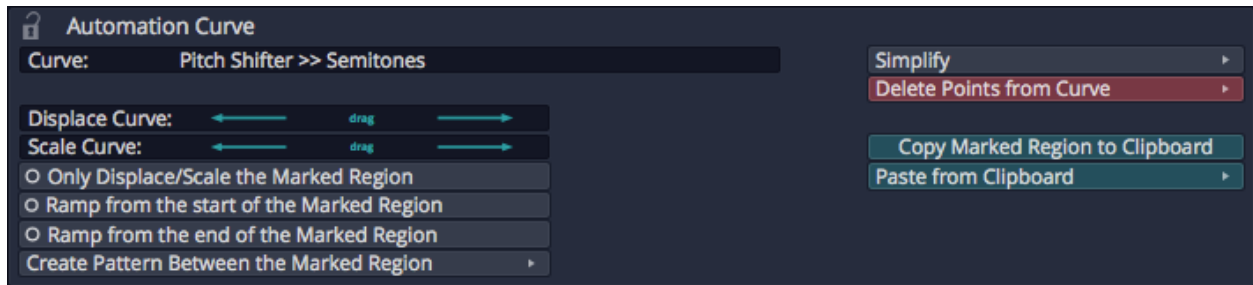 Automation Curve
Curve: Pitch Shifter >> Semitones
Simplify
Delete Points from Curve
Displace Curve: drag
Scale Curve: drag
Copy Marked Region to Clipboard
Only Displace/Scale the Marked Region
Paste from Clipboard
Ramp from the start of the Marked Region
Ramp from the end of the Marked Region
Create Pattern Between the Marked Region